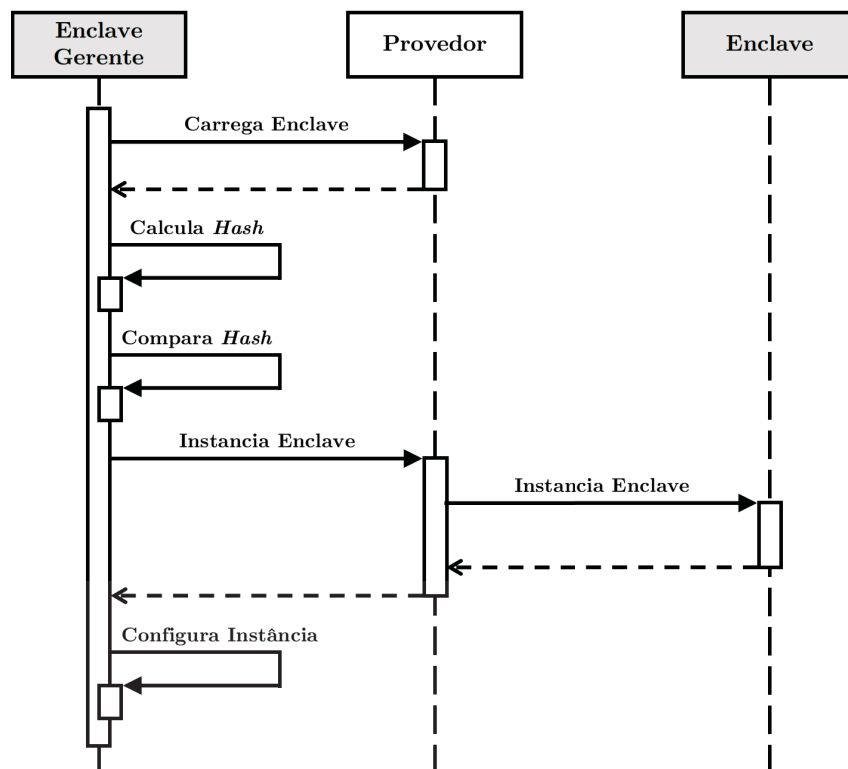 Enclave
Gerente
Provedor
Enclave
Carrega Enclave
Calcula Hash
Compara Hash
Instancia Enclave
Instancia Enclave
Configura Instância